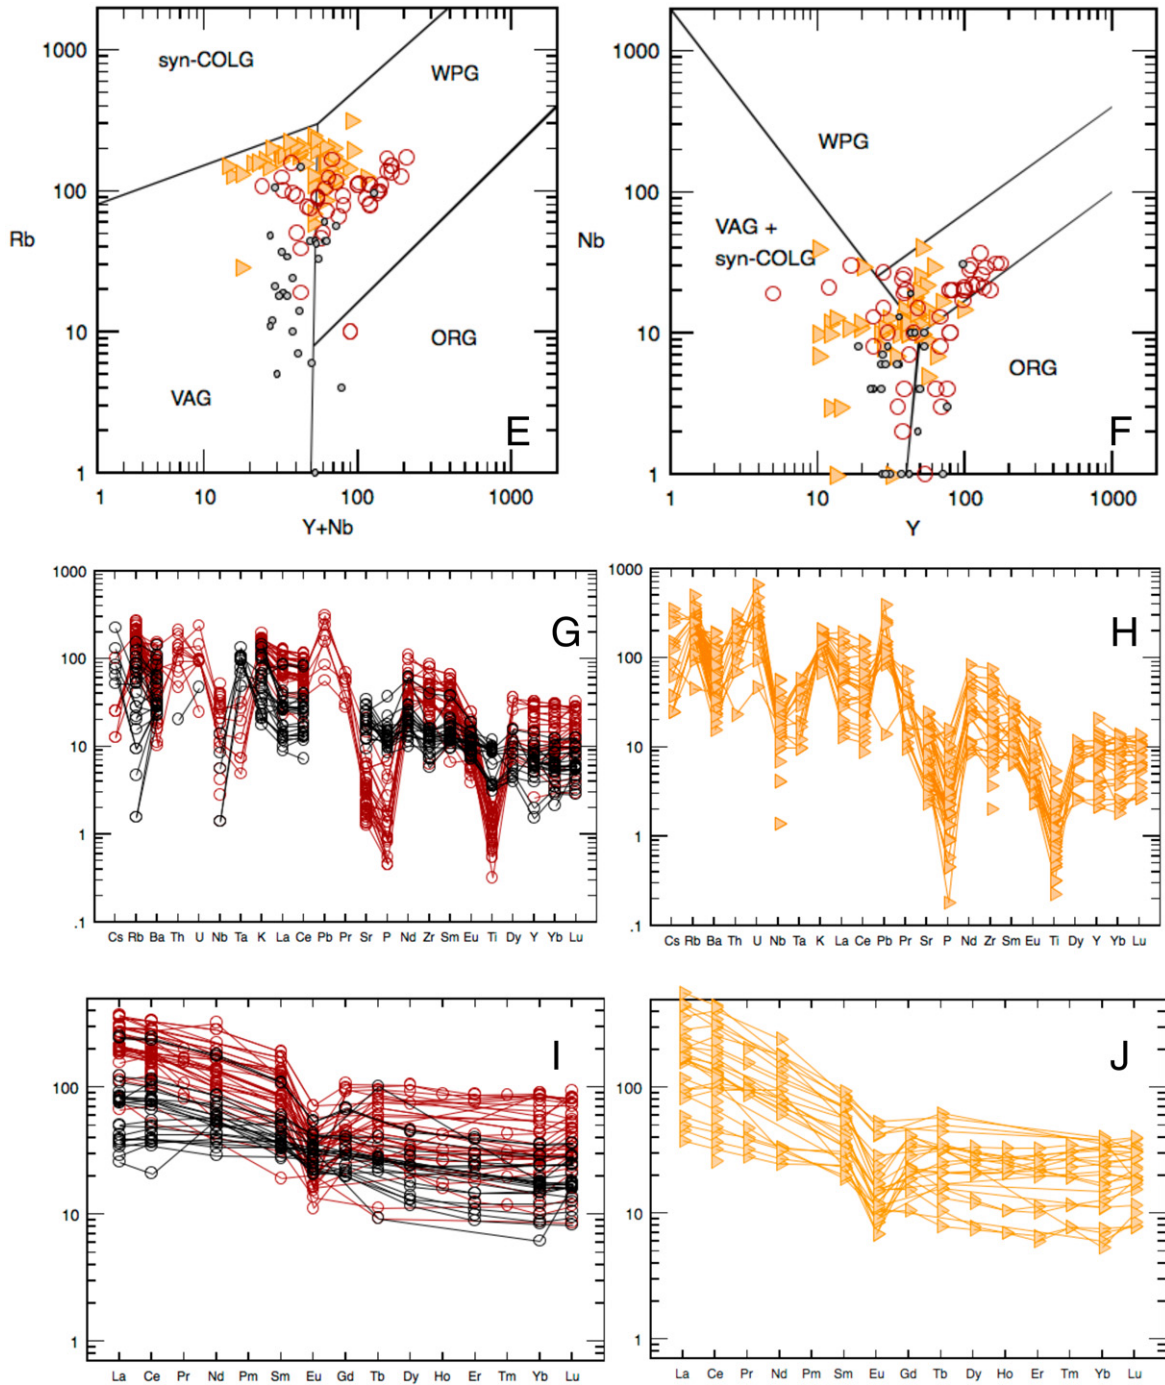 1000
syn-COLG
WPG
100
Rb
10
ORG
VAG
E
1
1
10
100
1000
Y+Nb
1000
WPG
100
VAG +
syn-COLG
Nb
10
ORG
F
1
1
10
100
1000
Y
1000
G
100
10
1
.1
Cs Rb Ba Th U Nb Ta K La Ce Pb Pr Sr P Nd Zr Sm Eu Ti Dy Y Yb Lu
1000
H
100
10
1
.1
Cs Rb Ba Th U Nb Ta K La Ce Pb Pr Sr P Nd Zr Sm Eu Ti Dy Y Yb Lu
I
100
10
1
La Ce Pr Nd Pm Sm Eu Gd Tb Dy Ho Er Tm Yb Lu
J
100
10
1
La Ce Pr Nd Pm Sm Eu Gd Tb Dy Ho Er Tm Yb Lu